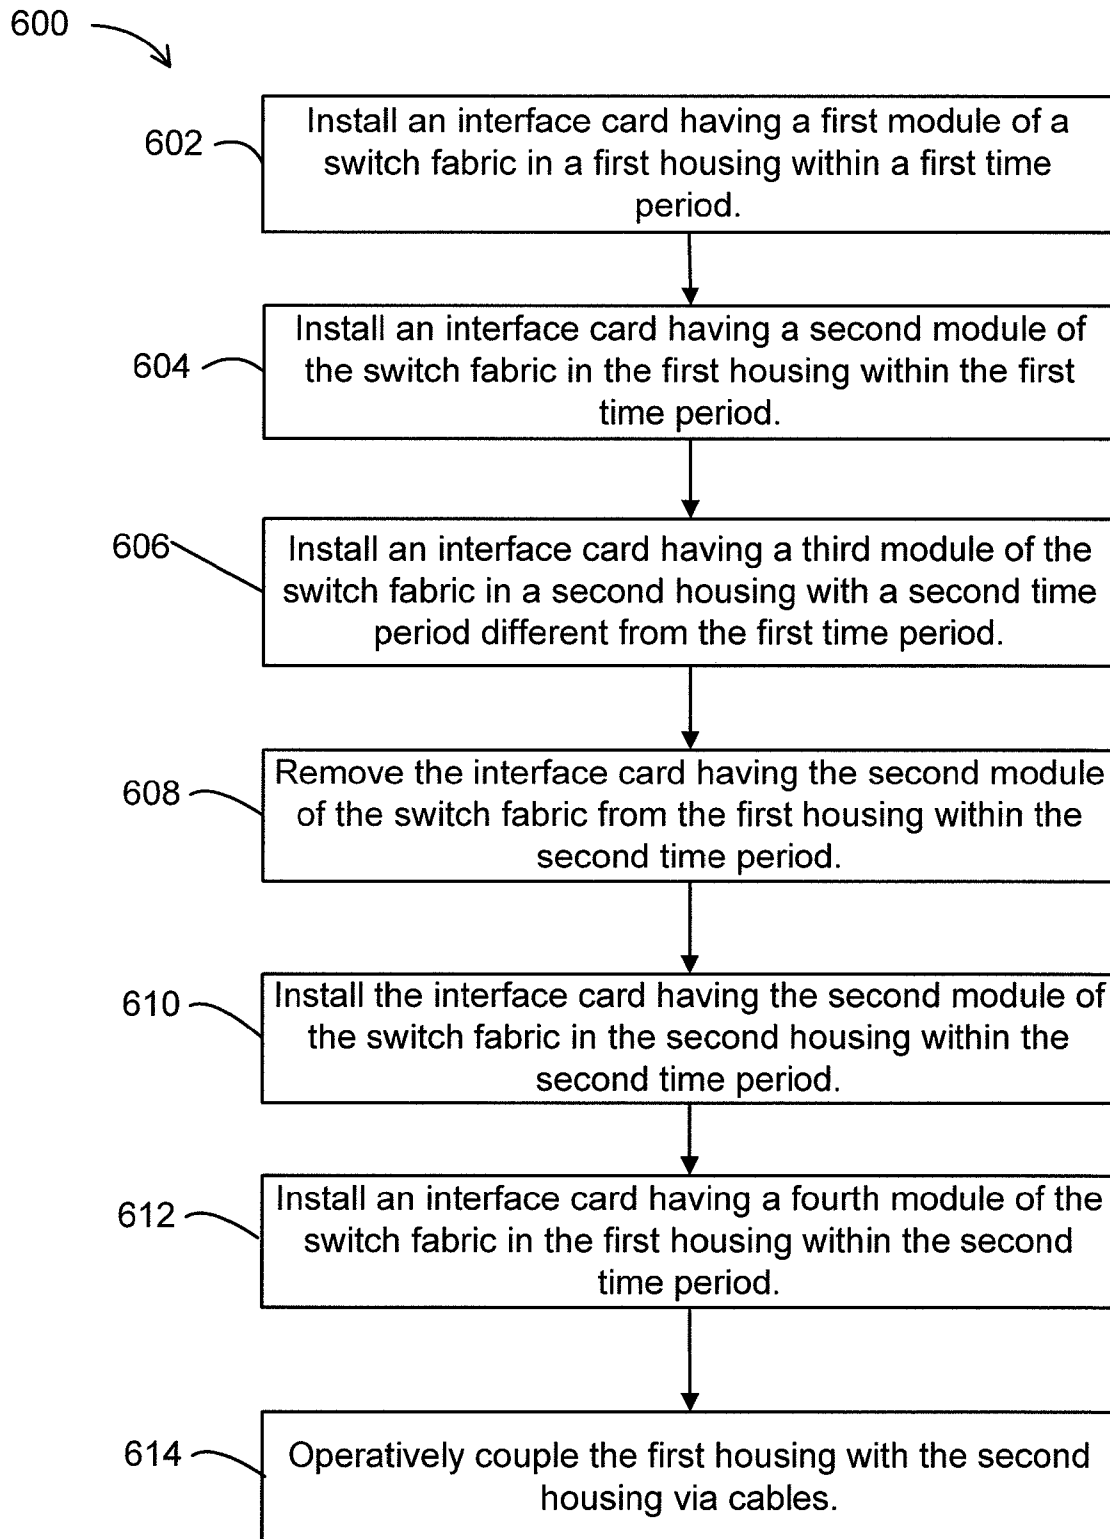 600
602
Install an interface card having a first module of a
switch fabric in a first housing within a first time
period.
604
Install an interface card having a second module of
the switch fabric in the first housing within the first
time period.
606
Install an interface card having a third module of the
switch fabric in a second housing with a second time
period different from the first time period.
608
Remove the interface card having the second module
of the switch fabric from the first housing within the
second time period.
610
Install the interface card having the second module of
the switch fabric in the second housing within the
second time period.
612
Install an interface card having a fourth module of the
switch fabric in the first housing within the second
time period.
614
Operatively couple the first housing with the second
housing via cables.